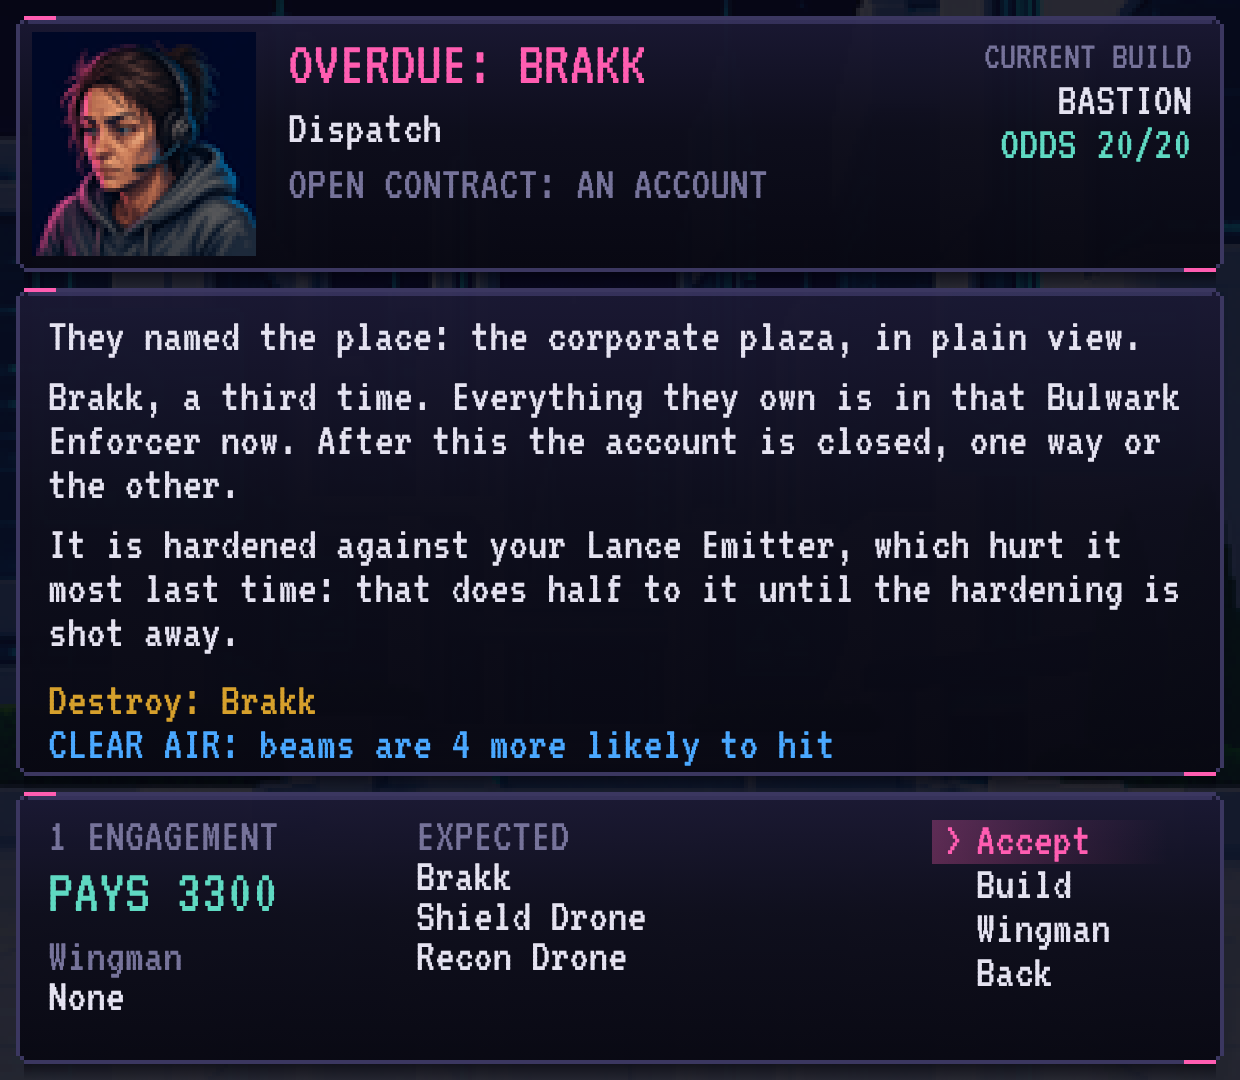 OVERDUE: BRAKK
Dispatch
OPEN CONTRACT: AN ACCOUNT
CURRENT BUILD
BASTION
ODDS 20/20
They named the place: the corporate plaza, in plain view.
Brakk, a third time. Everything they own is in that Bulwark
Enforcer now. After this the account is closed, one way or
the other.
It is hardened against your Lance Emitter, which hurt it
most last time: that does half to it until the hardening is
shot away.
Destroy: Brakk
CLEAR AIR: beams are 4 more likely to hit
1 ENGAGEMENT
PAYS 3300
Wingman
None
EXPECTED
Brakk
Shield Drone
Recon Drone
> Accept
Build
Wingman
Back